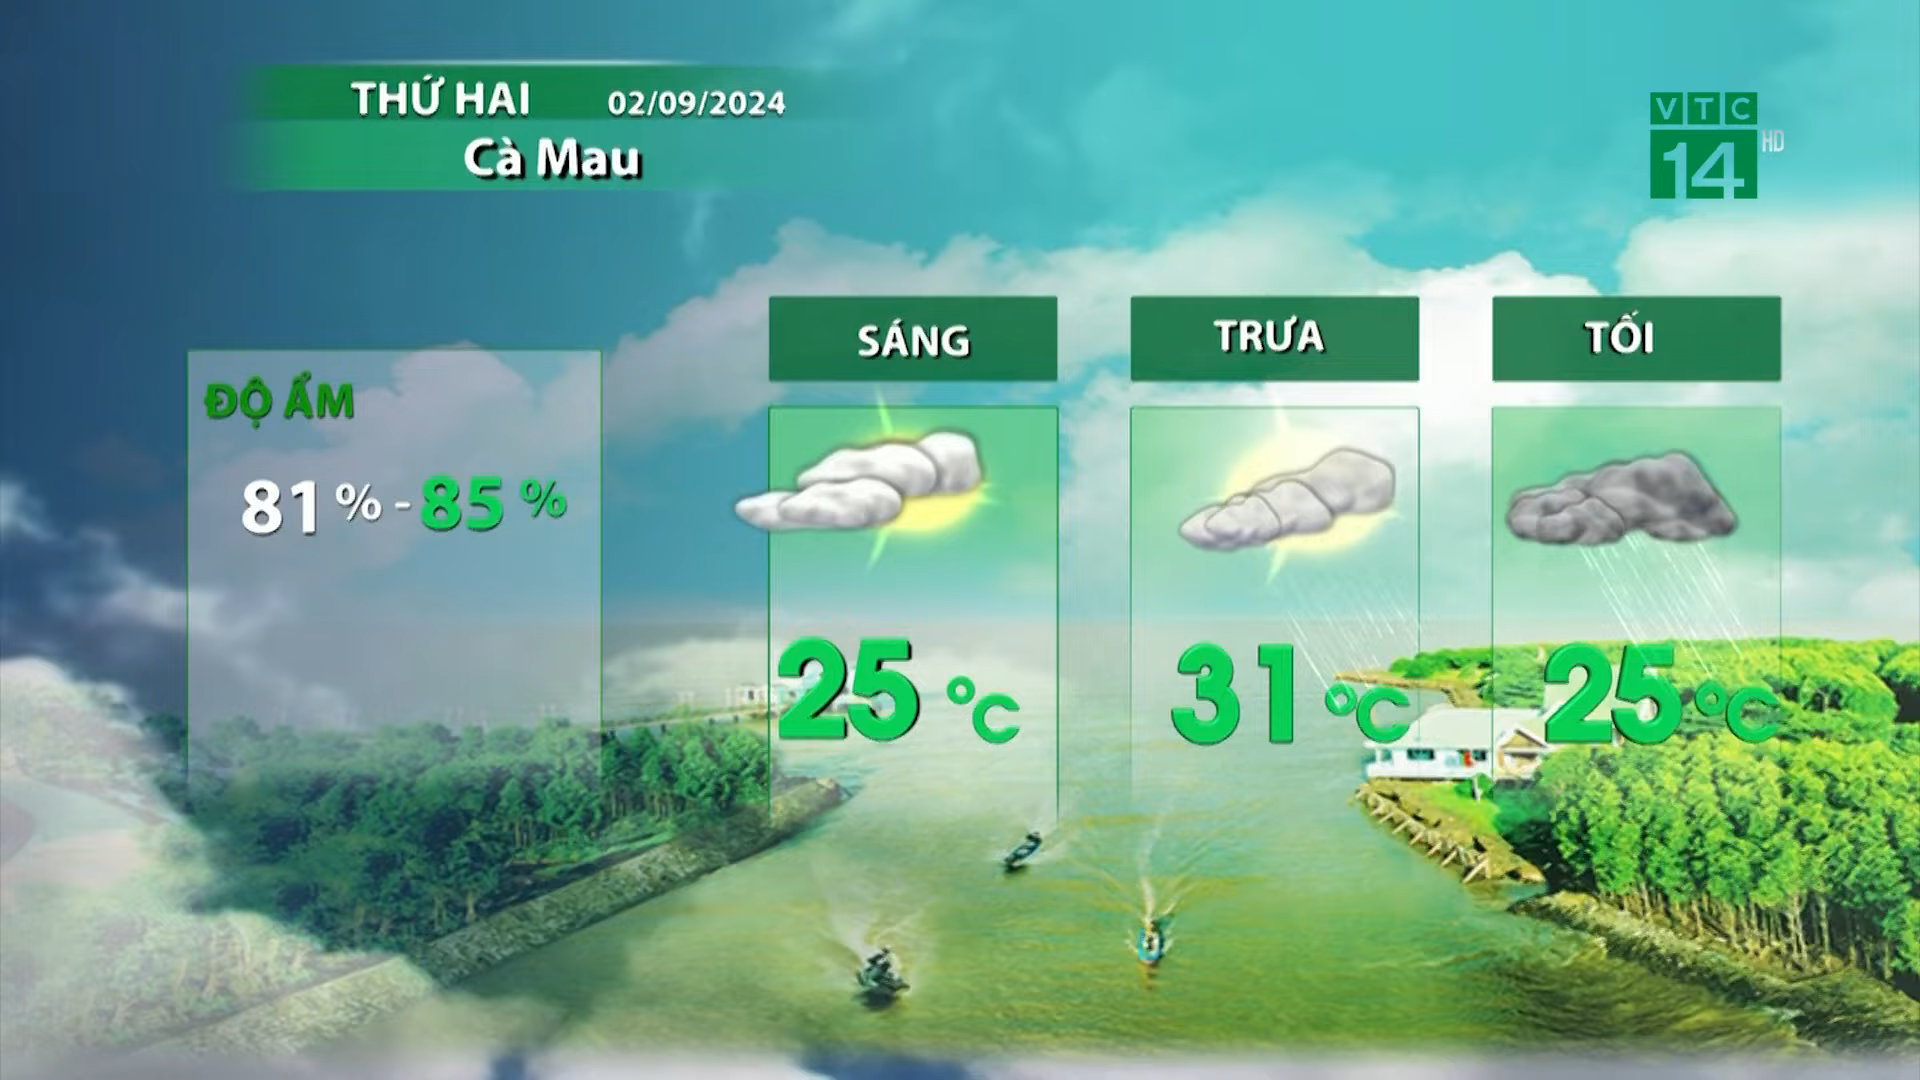 THỨ HAI 02/09/2024
Cà Mau
VTC
14 HD
ĐỘ ẨM
81% - 85%
SÁNG TRƯA TỐI
25 °C 31 °C 25 °C